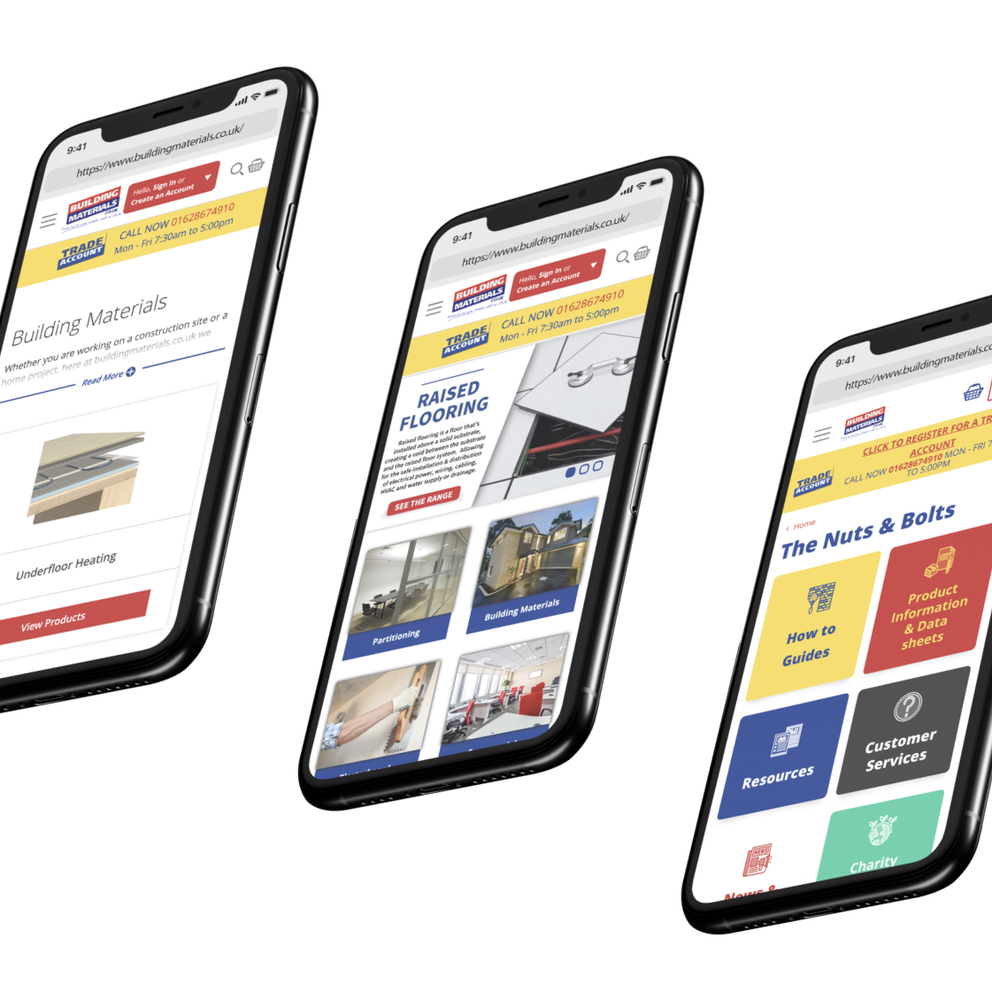 9:41
https://www.buildingmaterials.co.uk/
Hello, Sign In or
Create an Account
BUILDING
MATERIALS
.co.uk
TRADE
ACCOUNT
CALL NOW 01628674910
Mon - Fri 7:30am to 5:00pm
Building Materials
Whether you are working on a construction site or a
home project, here at buildingmaterials.co.uk we
Read More
Underfloor Heating
View Products
9:41
https://www.buildingmaterials.co.uk/
Hello, Sign In or
Create an Account
BUILDING
MATERIALS
.co.uk
TRADE
ACCOUNT
CALL NOW 01628674910
Mon - Fri 7:30am to 5:00pm
RAISED
FLOORING
Raised flooring is a floor that's
installed above a solid substrate,
creating a void between the substrate
and the raised floor system. Allowing
for the safe installation & distribution
of electrical power, wiring, cabling,
HVAC and water supply or drainage.
SEE THE RANGE
Partitioning
Building Materials
9:41
https://www.buildingmaterials.co
BUILDING
MATERIALS
CLICK TO REGISTER FOR A TR
ACCOUNT
TRADE
ACCOUNT
CALL NOW 01628674910 MON - FRI 7
TO 5:00PM
< Home
The Nuts & Bolts
How to
Guides
Product
Information
& Data
sheets
Resources
Customer
Services
NEWS
News &
Charity